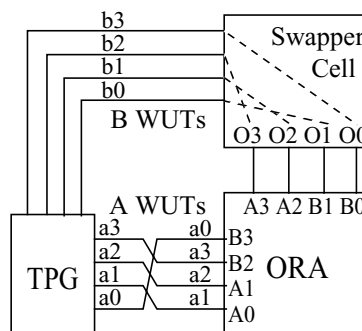 b3
b2
b1
b0
Swapper
Cell
B WUTs
O3 O2 O1 O0
A WUTs
A3 A2 B1 B0
TPG
a3
a2
a1
a0
a0
a3
a2
a1
B3
B2
A1
A0
ORA